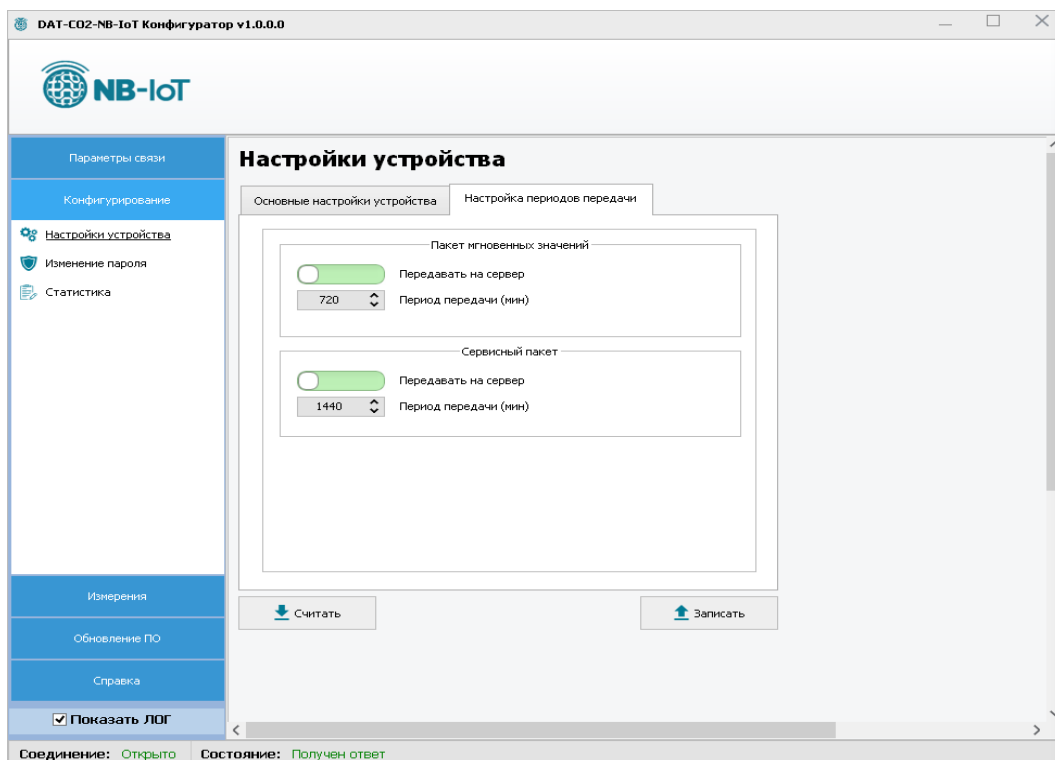 DAT-CO2-NB-IoT Конфигуратор v1.0.0.0
NB-IoT
Параметры связи
Конфигурирование
Настройки устройства
Изменение пароля
Статистика
Измерения
Обновление ПО
Справка
Показать ЛОГ
Настройки устройства
Основные настройки устройства
Настройка периодов передачи
Пакет мгновенных значений
Передавать на сервер
720 Период передачи (мин)
Сервисный пакет
Передавать на сервер
1440 Период передачи (мин)
Считать
Записать
Соединение: Открыто Состояние: Получен ответ